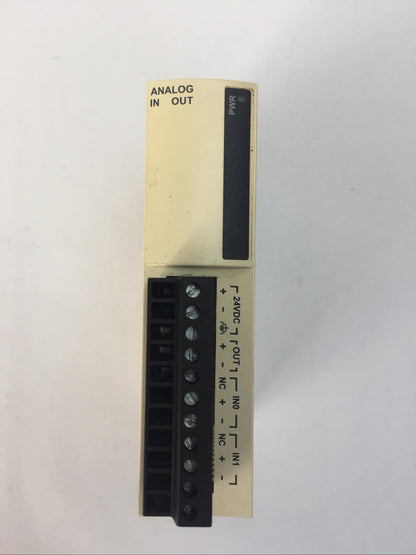 ANALOG
IN OUT
PWR
24VDC
OUT
IN0
IN1
+
-
+
-
NC
+
-
NC
+
-